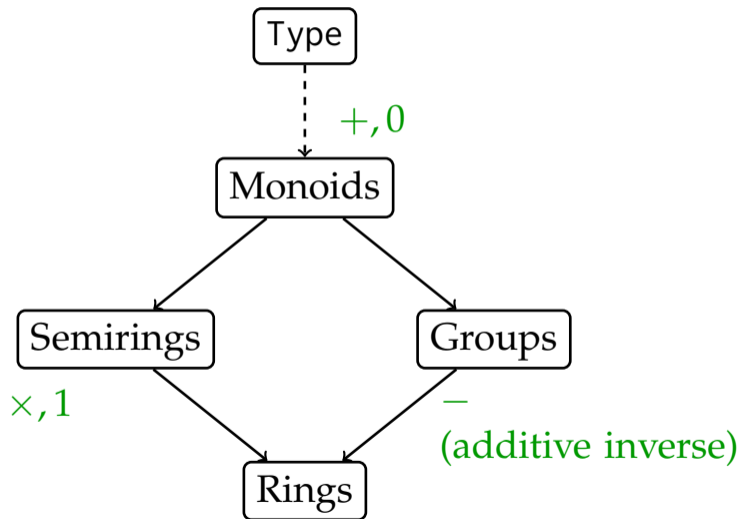 Type
+, 0
Monoids
Semirings
Groups
×, 1
−
(additive inverse)
Rings